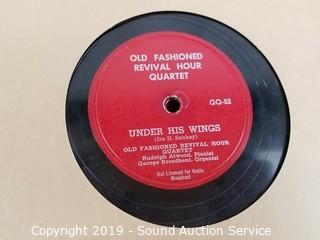 OLD FASHIONED
REVIVAL HOUR
QUARTET
GQ-52
UNDER HIS WINGS
(Ira D. Sankey)
OLD FASHIONED REVIVAL HOUR
QUARTET
Rudolph Atwood, Pianist
George Broadbent, Organist
Not Licensed for Radio
Broadcast
Copyright 2019 - Sound Auction Service